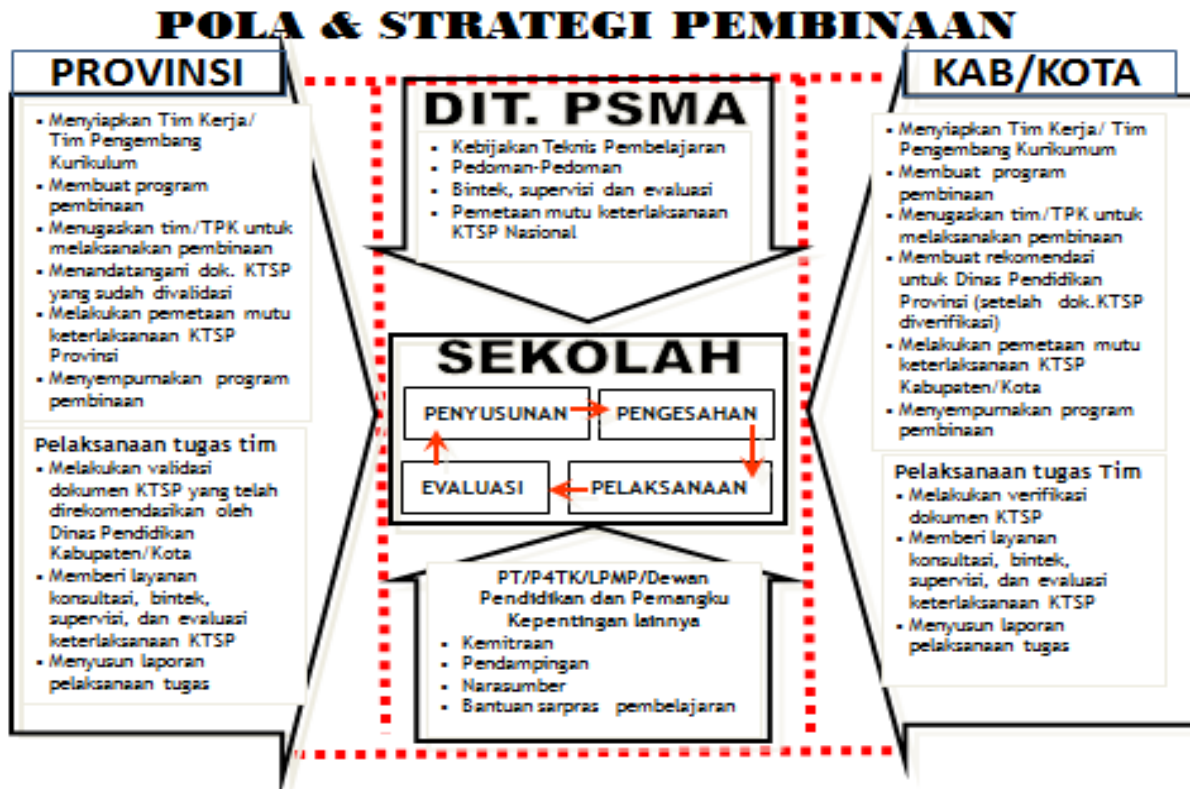 POLA & STRATEGI PEMBINAAN
PROVINSI
• Menyiapkan Tim Kerja/
Tim Pengembang
Kurikulum
• Membuat program
pembinaan
• Menugaskan tim/TPK untuk
melaksanakan pembinaan
• Menandatangani dok. KTSP
yang sudah divalidasi
• Melakukan pemetaan mutu
keterlaksanaan KTSP
Provinsi
• Menyempurnakan program
pembinaan
Pelaksanaan tugas tim
• Melakukan validasi
dokumen KTSP yang telah
direkomendasikan oleh
Dinas Pendidikan
Kabupaten/Kota
• Memberi layanan
konsultasi, bintek,
supervisi, dan evaluasi
keterlaksanaan KTSP
• Menyusun laporan
pelaksanaan tugas
DIT. PSMA
• Kebijakan Teknis Pembelajaran
• Pedoman-Pedoman
• Bintek, supervisi dan evaluasi
• Pemetaan mutu keterlaksanaan
KTSP Nasional
SEKOLAH
PENYUSUNAN
PENGESAHAN
EVALUASI
PELAKSANAAN
PT/P4TK/LPMP/Dewan
Pendidikan dan Pemangku
Kepentingan lainnya
• Kemitraan
• Pendampingan
• Narasumber
• Bantuan sarpras pembelajaran
KAB/KOTA
• Menyiapkan Tim Kerja/ Tim
Pengembang Kurikumum
• Membuat program
pembinaan
• Menugaskan tim/TPK untuk
melaksanakan pembinaan
• Membuat rekomendasi
untuk Dinas Pendidikan
Provinsi (setelah dok.KTSP
diverifikasi)
• Melakukan pemetaan mutu
keterlaksanaan KTSP
Kabupaten/Kota
• Menyempurnakan program
pembinaan
Pelaksanaan tugas Tim
• Melakukan verifikasi
dokumen KTSP
• Memberi layanan
konsultasi, bintek,
supervisi, dan evaluasi
keterlaksanaan KTSP
• Menyusun laporan
pelaksanaan tugas